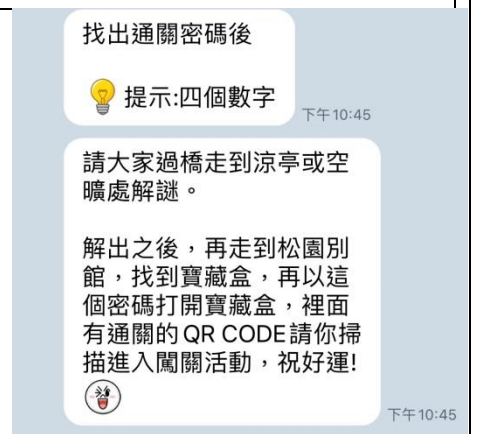 找出通關密碼後
💡提示:四個數字
下午10:45
請大家過橋走到涼亭或空
曠處解謎。
解出之後,再走到松園別
館,找到寶藏盒,再以這
個密碼打開寶藏盒,裡面
有通關的QR CODE請你掃
描進入闖關活動,祝好運!
下午10:45